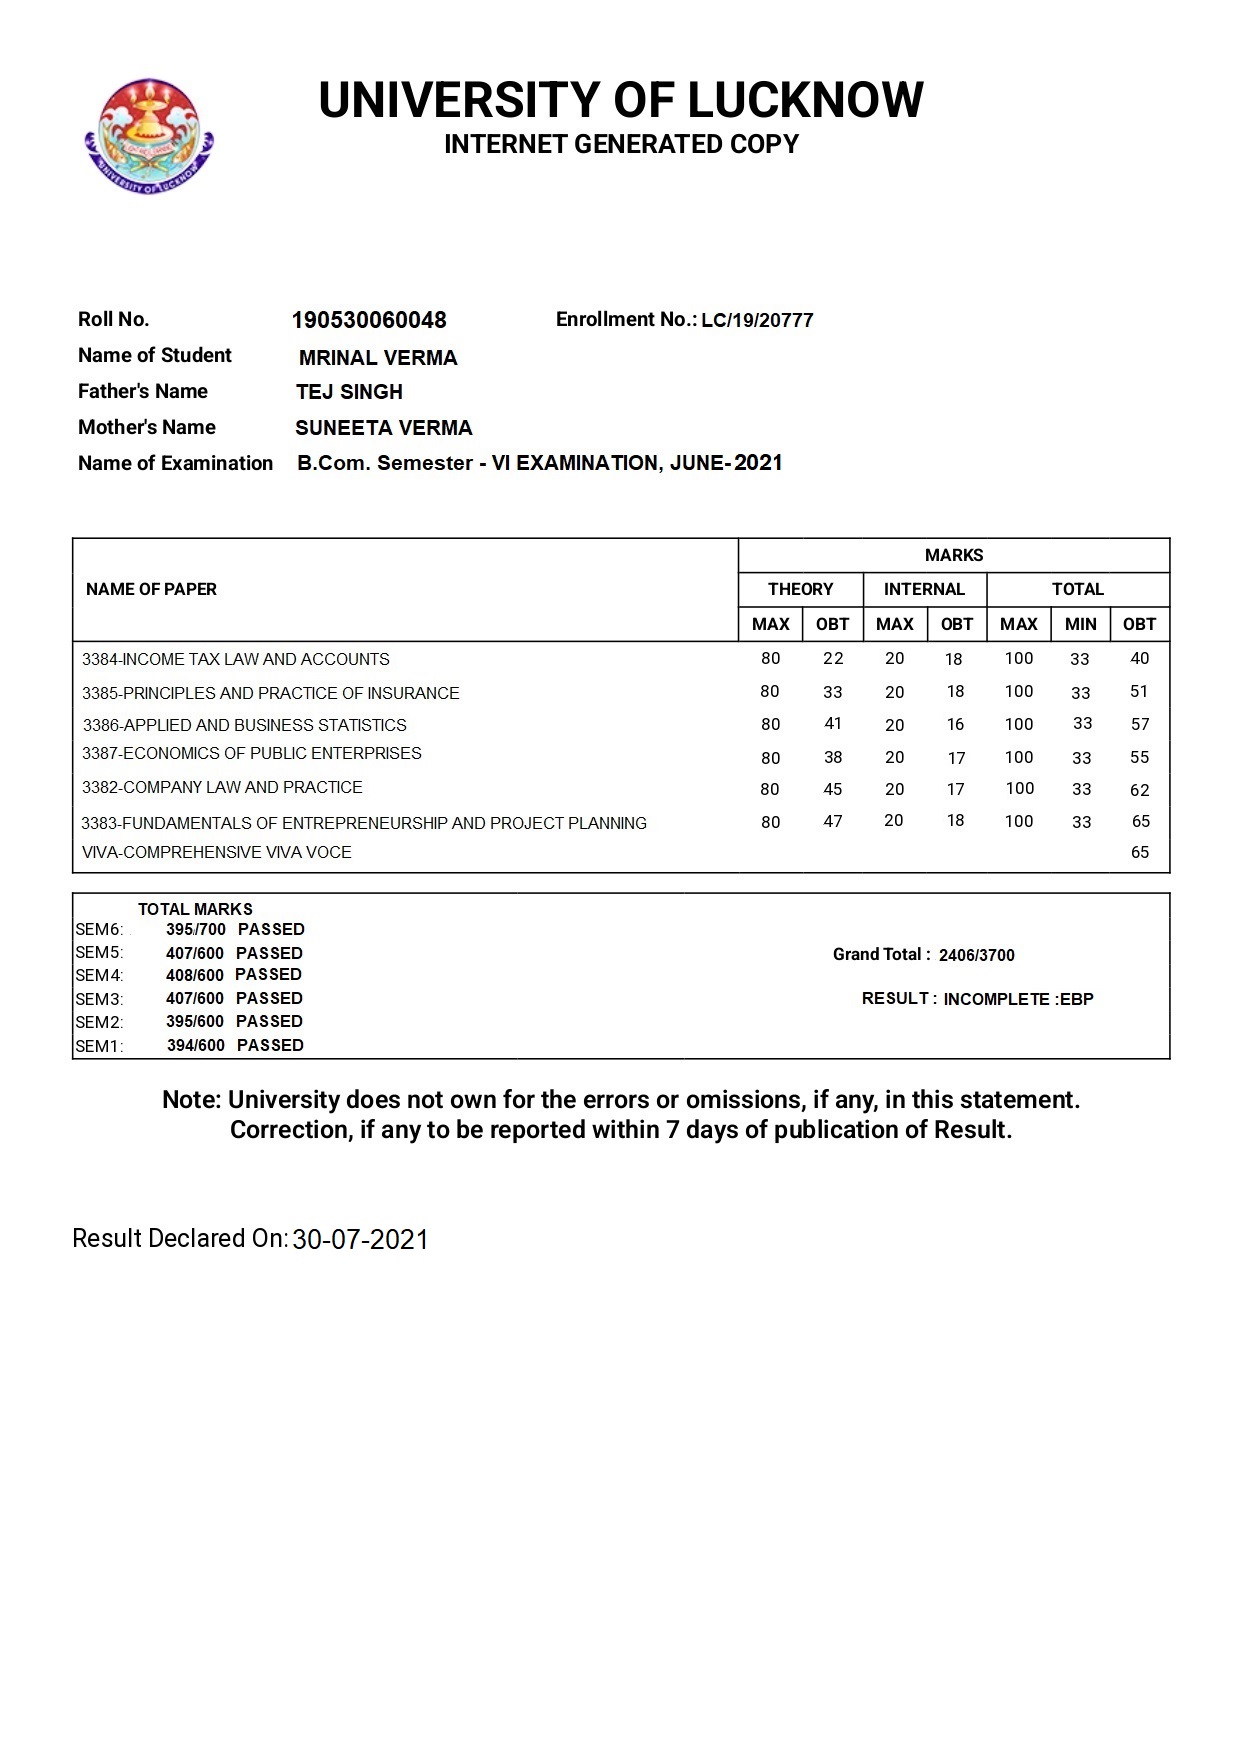 UNIVERSITY OF LUCKNOW
INTERNET GENERATED COPY
UNIVERSITY OF LUCKNOW
Roll No. 190530060048 Enrollment No.: LC/19/20777
Name of Student MRINAL VERMA
Father's Name TEJ SINGH
Mother's Name SUNEETA VERMA
Name of Examination B.Com. Semester - VI EXAMINATION, JUNE-2021
MARKS
NAME OF PAPER THEORY INTERNAL TOTAL
MAX OBT MAX OBT MAX MIN OBT
3384-INCOME TAX LAW AND ACCOUNTS 80 22 20 18 100 33 40
3385-PRINCIPLES AND PRACTICE OF INSURANCE 80 33 20 18 100 33 51
3386-APPLIED AND BUSINESS STATISTICS 80 41 20 16 100 33 57
3387-ECONOMICS OF PUBLIC ENTERPRISES 80 38 20 17 100 33 55
3382-COMPANY LAW AND PRACTICE 80 45 20 17 100 33 62
3383-FUNDAMENTALS OF ENTREPRENEURSHIP AND PROJECT PLANNING 80 47 20 18 100 33 65
VIVA-COMPREHENSIVE VIVA VOCE 65
TOTAL MARKS
SEM6: 395/700 PASSED
SEM5: 407/600 PASSED Grand Total : 2406/3700
SEM4: 408/600 PASSED
SEM3: 407/600 PASSED RESULT : INCOMPLETE :EBP
SEM2: 395/600 PASSED
SEM1: 394/600 PASSED
Note: University does not own for the errors or omissions, if any, in this statement.
Correction, if any to be reported within 7 days of publication of Result.
Result Declared On: 30-07-2021